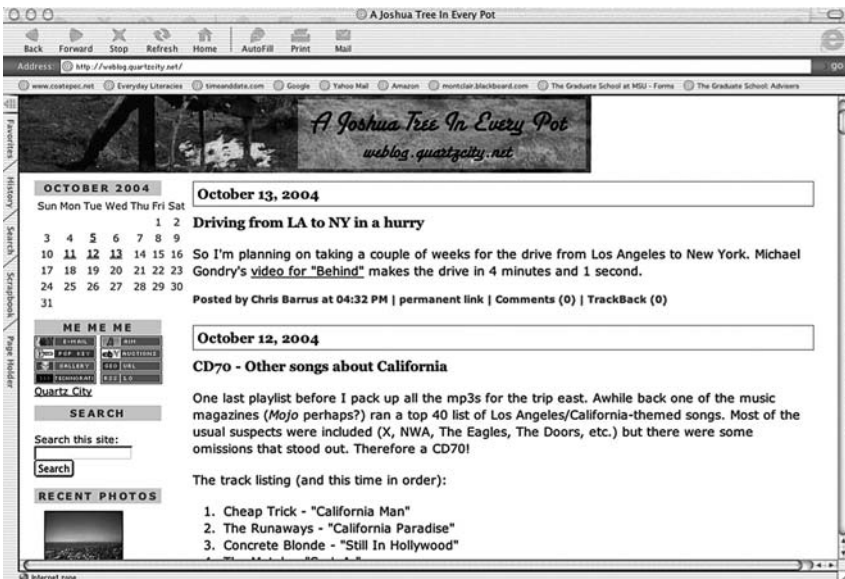 A Joshua Tree In Every Pot
Back Forward Stop Refresh Home AutoFill Print Mail
Address: http://weblog.quartzcity.net/ go
www.coatepec.net Everyday Literacies timeanddate.com Google Yahoo Mail Amazon montclair.blackboard.com The Graduate School at MSU - Forms The Graduate School: Advisers
Favorites
History
Search
Scrapbook
Page Holder
A Joshua Tree In Every Pot
weblog.quartzcity.net
OCTOBER 2004
Sun Mon Tue Wed Thu Fri Sat
1 2
3 4 5 6 7 8 9
10 11 12 13 14 15 16
17 18 19 20 21 22 23
24 25 26 27 28 29 30
31
ME ME ME
E-MAIL AIM
PGP KEY AUCTIONS
GALLERY GEO URL
TECHNORATI
Quartz City
SEARCH
Search this site:
Search
RECENT PHOTOS
October 13, 2004
Driving from LA to NY in a hurry
So I'm planning on taking a couple of weeks for the drive from Los Angeles to New York. Michael
Gondry's video for "Behind" makes the drive in 4 minutes and 1 second.
Posted by Chris Barrus at 04:32 PM | permanent link | Comments (0) | TrackBack (0)
October 12, 2004
CD70 - Other songs about California
One last playlist before I pack up all the mp3s for the trip east. Awhile back one of the music
magazines (Mojo perhaps?) ran a top 40 list of Los Angeles/California-themed songs. Most of the
usual suspects were included (X, NWA, The Eagles, The Doors, etc.) but there were some
omissions that stood out. Therefore a CD70!
The track listing (and this time in order):
1. Cheap Trick - "California Man"
2. The Runaways - "California Paradise"
3. Concrete Blonde - "Still In Hollywood"
Internet zone